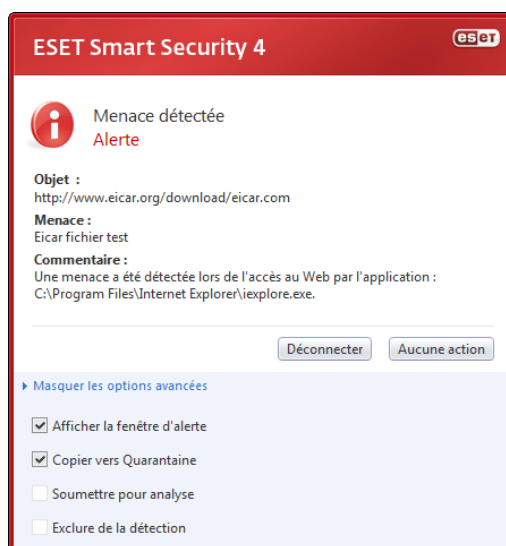 ESET Smart Security 4
eseT
Menace détectée
Alerte
Objet :
http://www.eicar.org/download/eicar.com
Menace :
Eicar fichier test
Commentaire :
Une menace a été détectée lors de l'accès au Web par l'application :
C:\Program Files\Internet Explorer\iexplore.exe.
Déconnecter
Aucune action
Masquer les options avancées
Afficher la fenêtre d'alerte
Copier vers Quarantaine
Soumettre pour analyse
Exclure de la détection